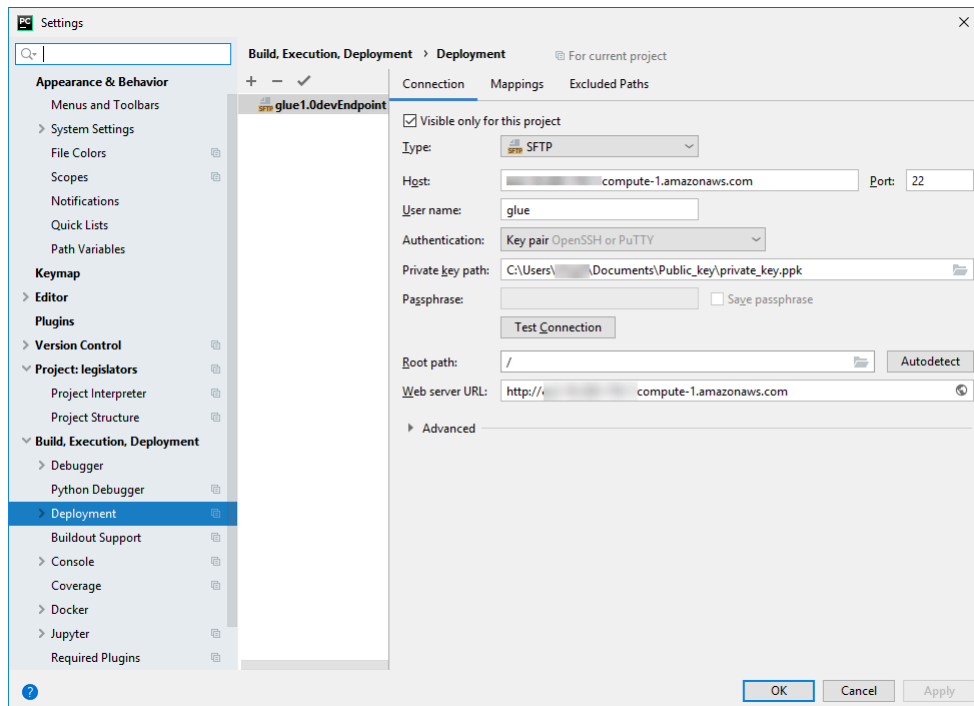 PC Settings
Appearance & Behavior
Menus and Toolbars
System Settings
File Colors
Scopes
Notifications
Quick Lists
Path Variables
Keymap
Editor
Plugins
Version Control
Project: legislators
Project Interpreter
Project Structure
Build, Execution, Deployment
Debugger
Python Debugger
Deployment
Buildout Support
Console
Coverage
Docker
Jupyter
Required Plugins
Build, Execution, Deployment › Deployment For current project
SFTP glue1.0devEndpoint
Connection Mappings Excluded Paths
Visible only for this project
Type: SFTP SFTP
Host: compute-1.amazonaws.com Port: 22
User name: glue
Authentication: Key pair OpenSSH or PuTTY
Private key path: C:\Users\ \Documents\Public_key\private_key.ppk
Passphrase: Save passphrase
Test Connection
Root path: / Autodetect
Web server URL: http:// compute-1.amazonaws.com
Advanced
? OK Cancel Apply